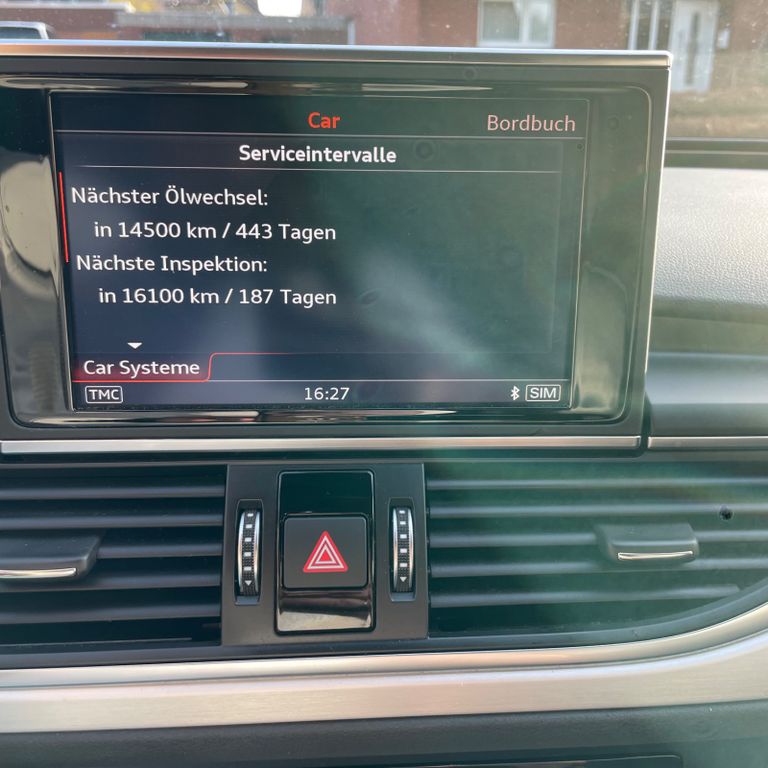 Car Bordbuch
Serviceintervalle
Nächster Ölwechsel:
in 14500 km / 443 Tagen
Nächste Inspektion:
in 16100 km / 187 Tagen
Car Systeme
TMC 16:27 SIM